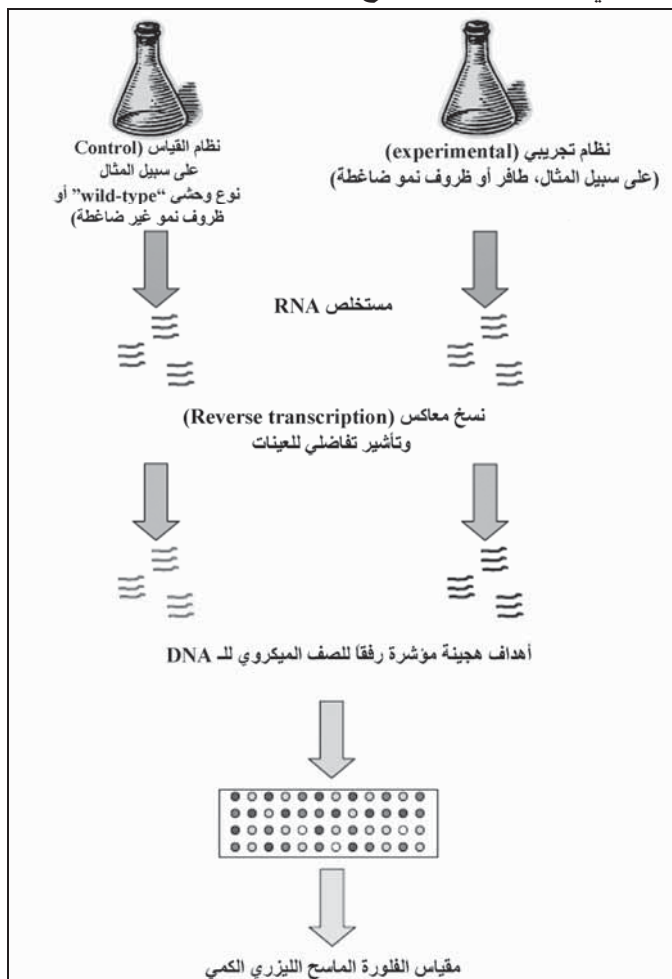 نظام تجريبي (experimental)
(على سبيل المثال، طافر أو ظروف نمو ضاغطة)
نظام القياس (Control
على سبيل المثال
نوع وحشي “wild-type” أو
ظروف نمو غير ضاغطة)
مستخلص RNA
نسخ معاكس (Reverse transcription)
وتأشير تفاضلي للعينات
أهداف هجينة مؤشرة رفقاً للصف الميكروي للـ DNA
مقياس الفلورة الماسح الليزري الكمي